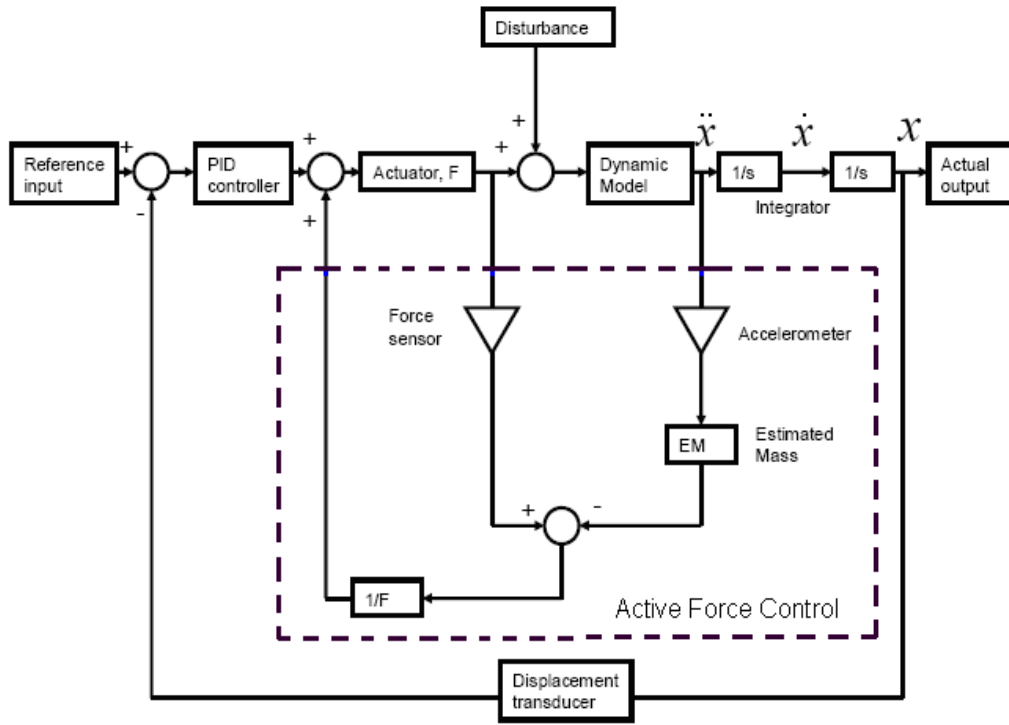 Disturbance
ẍ
ẋ
x
+
+
+
+
Reference
input
PID
controller
Actuator, F
Dynamic
Model
1/s
1/s
Actual
output
-
+
Integrator
Force
sensor
Accelerometer
EM
Estimated
Mass
+
-
1/F
Active Force Control
Displacement
transducer